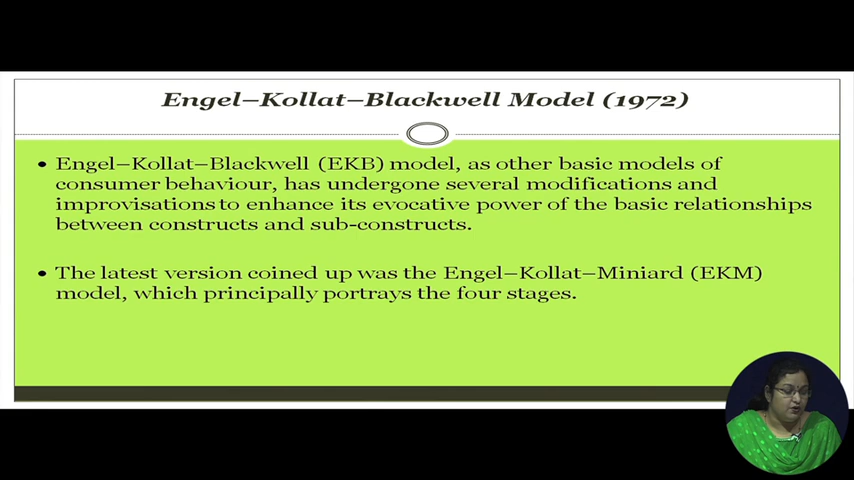 Engel–Kollat–Blackwell Model (1972)
• Engel–Kollat–Blackwell (EKB) model, as other basic models of
consumer behaviour, has undergone several modifications and
improvisations to enhance its evocative power of the basic relationships
between constructs and sub-constructs.
• The latest version coined up was the Engel–Kollat–Miniard (EKM)
model, which principally portrays the four stages.